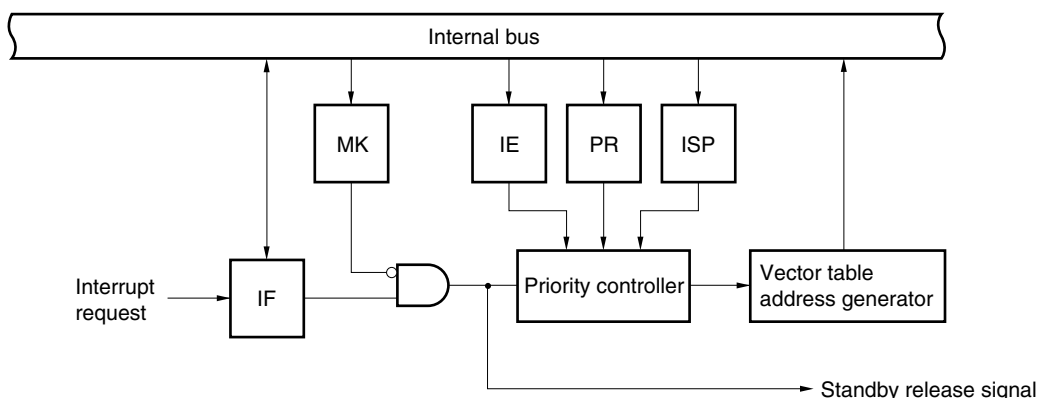 Internal bus
MK
IE
PR
ISP
Interrupt
request
IF
Priority controller
Vector table
address generator
Standby release signal